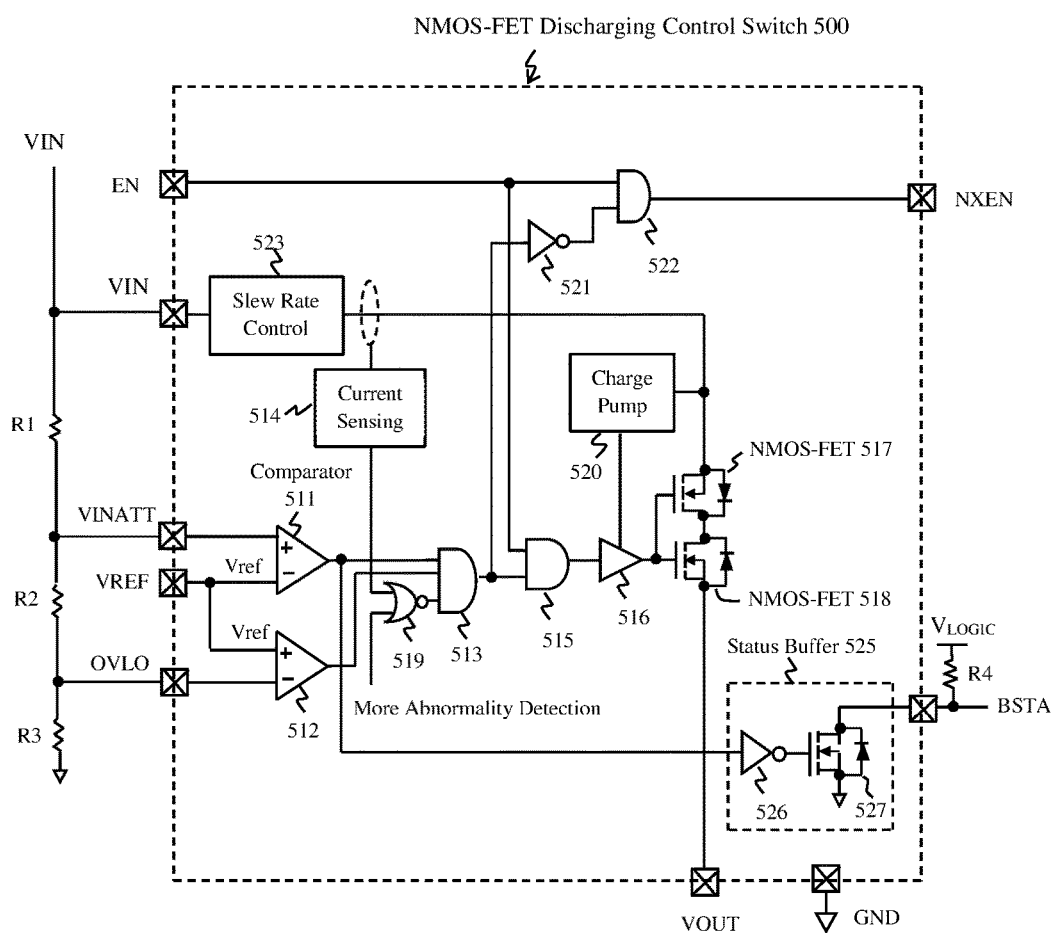 NMOS-FET Discharging Control Switch 500
VIN
EN
NXEN
523
521
522
VIN
Slew Rate
Control
Charge
Pump
Current
Sensing
514
R1
520
NMOS-FET 517
Comparator
511
VINATT
+
−
Vref
VREF
R2
519
513
515
516
NMOS-FET 518
Vref
+
−
OVLO
512
Status Buffer 525
VLOGIC
R4
BSTA
More Abnormality Detection
R3
526
527
VOUT
GND